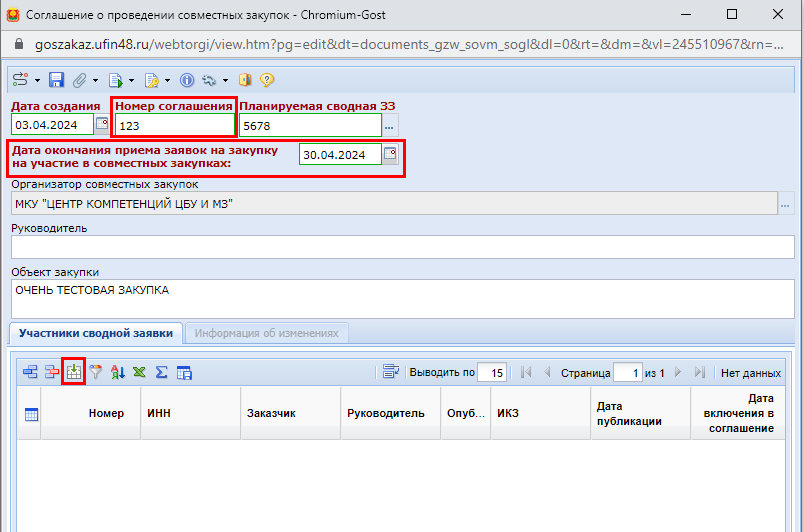 Соглашение о проведении совместных закупок - Chromium-Gost
goszakaz.ufin48.ru/webtorgi/view.htm?pg=edit&dt=documents_gzw_sovm_sogl&dl=0&rt=&dm=&vl=245510967&rn=...
Дата создания Номер соглашения Планируемая сводная ЗЗ
03.04.2024 123 5678 ...
Дата окончания приема заявок на закупку
на участие в совместных закупках: 30.04.2024
Организатор совместных закупок
МКУ "ЦЕНТР КОМПЕТЕНЦИЙ ЦБУ И МЗ" ...
Руководитель
Объект закупки
ОЧЕНЬ ТЕСТОВАЯ ЗАКУПКА
Участники сводной заявки Информация об изменениях
Выводить по 15 Страница 1 из 1 Нет данных
Номер ИНН Заказчик Руководитель Опуб... ИКЗ Дата публикации Дата включения в соглашение